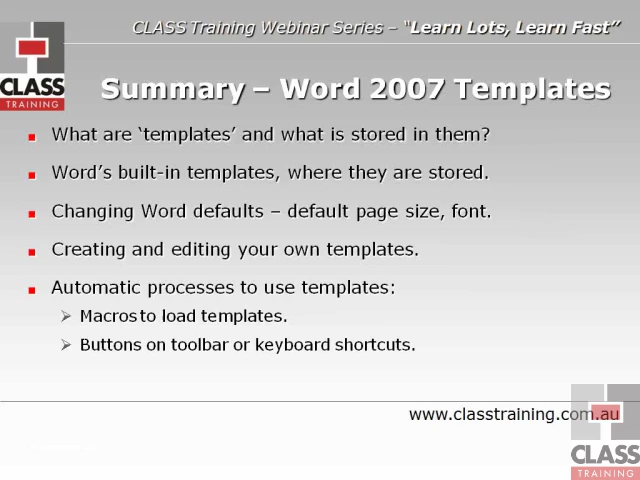 CLASS Training Webinar Series – "Learn Lots, Learn Fast”
CLASS
TRAINING
Summary – Word 2007 Templates
What are ‘templates’ and what is stored in them?
Word’s built-in templates, where they are stored.
Changing Word defaults – default page size, font.
Creating and editing your own templates.
Automatic processes to use templates:
Macros to load templates.
Buttons on toolbar or keyboard shortcuts.
www.classtraining.com.au
CLASS
TRAINING